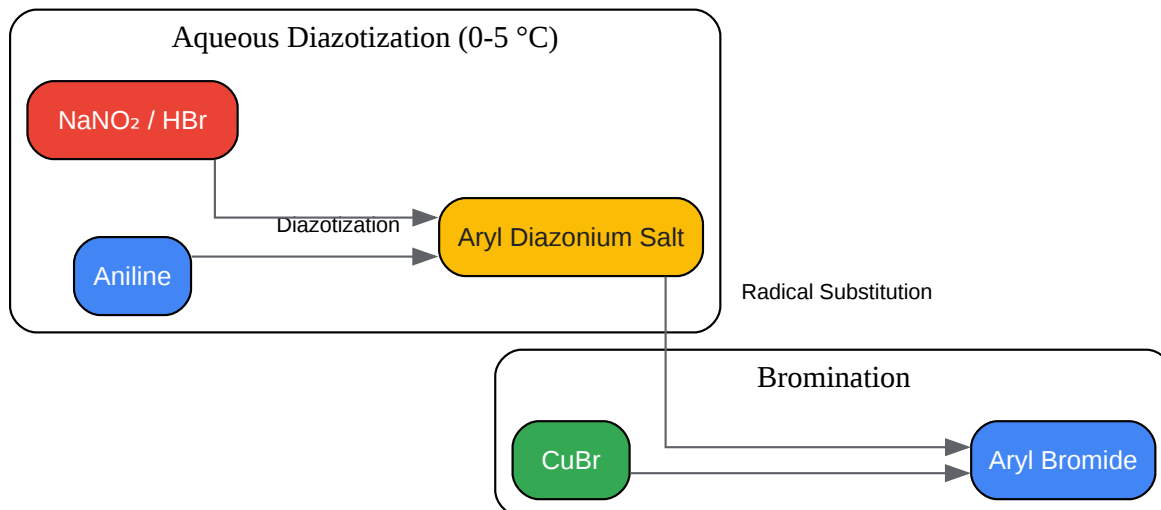 Aqueous Diazotization (0-5 °C)
NaNO₂ / HBr
Diazotization
Aryl Diazonium Salt
Aniline
Radical Substitution
Bromination
CuBr
Aryl Bromide